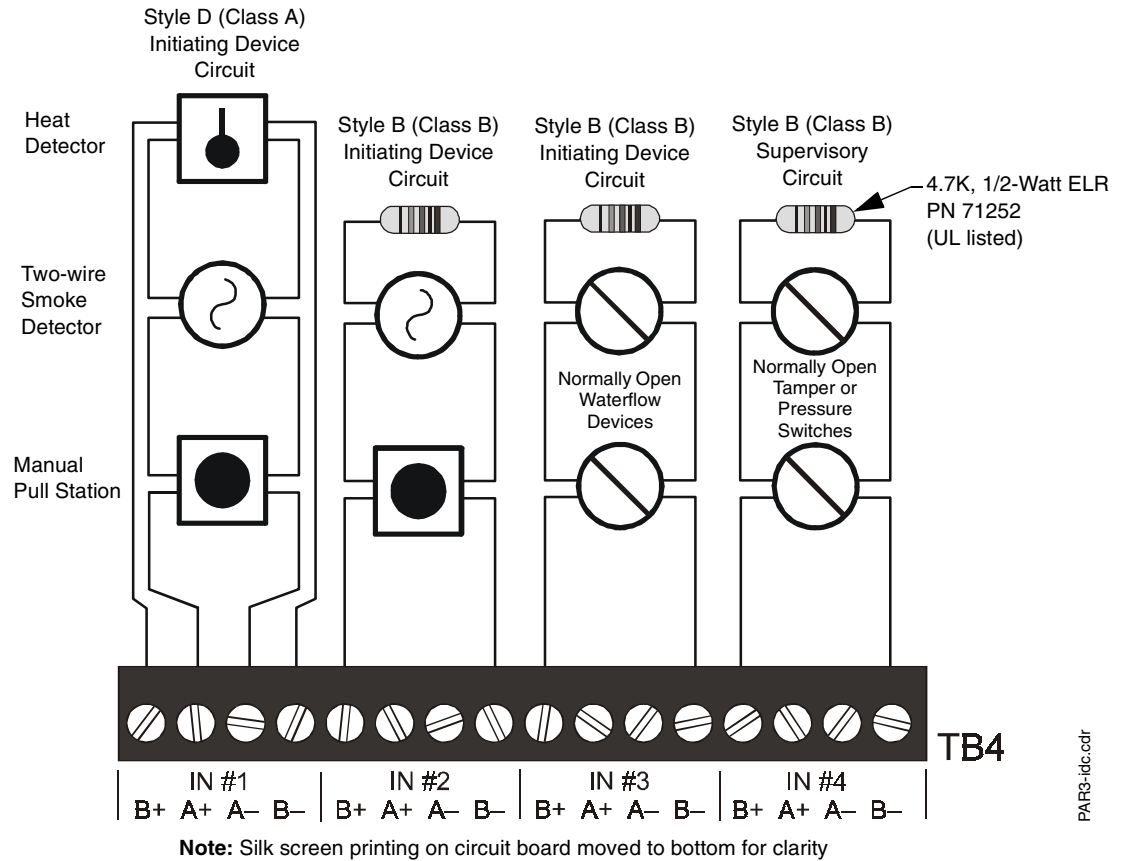 Style D (Class A)
Initiating Device
Circuit
Heat
Detector
Style B (Class B)
Initiating Device
Circuit
Style B (Class B)
Initiating Device
Circuit
Style B (Class B)
Supervisory
Circuit
4.7K, 1/2-Watt ELR
PN 71252
(UL listed)
Two-wire
Smoke
Detector
Normally Open
Waterflow
Devices
Normally Open
Tamper or
Pressure
Switches
Manual
Pull Station
TB4
IN #1 IN #2 IN #3 IN #4
B+ A+ A– B– B+ A+ A– B– B+ A+ A– B– B+ A+ A– B–
PAR3-idc.cdr
Note: Silk screen printing on circuit board moved to bottom for clarity